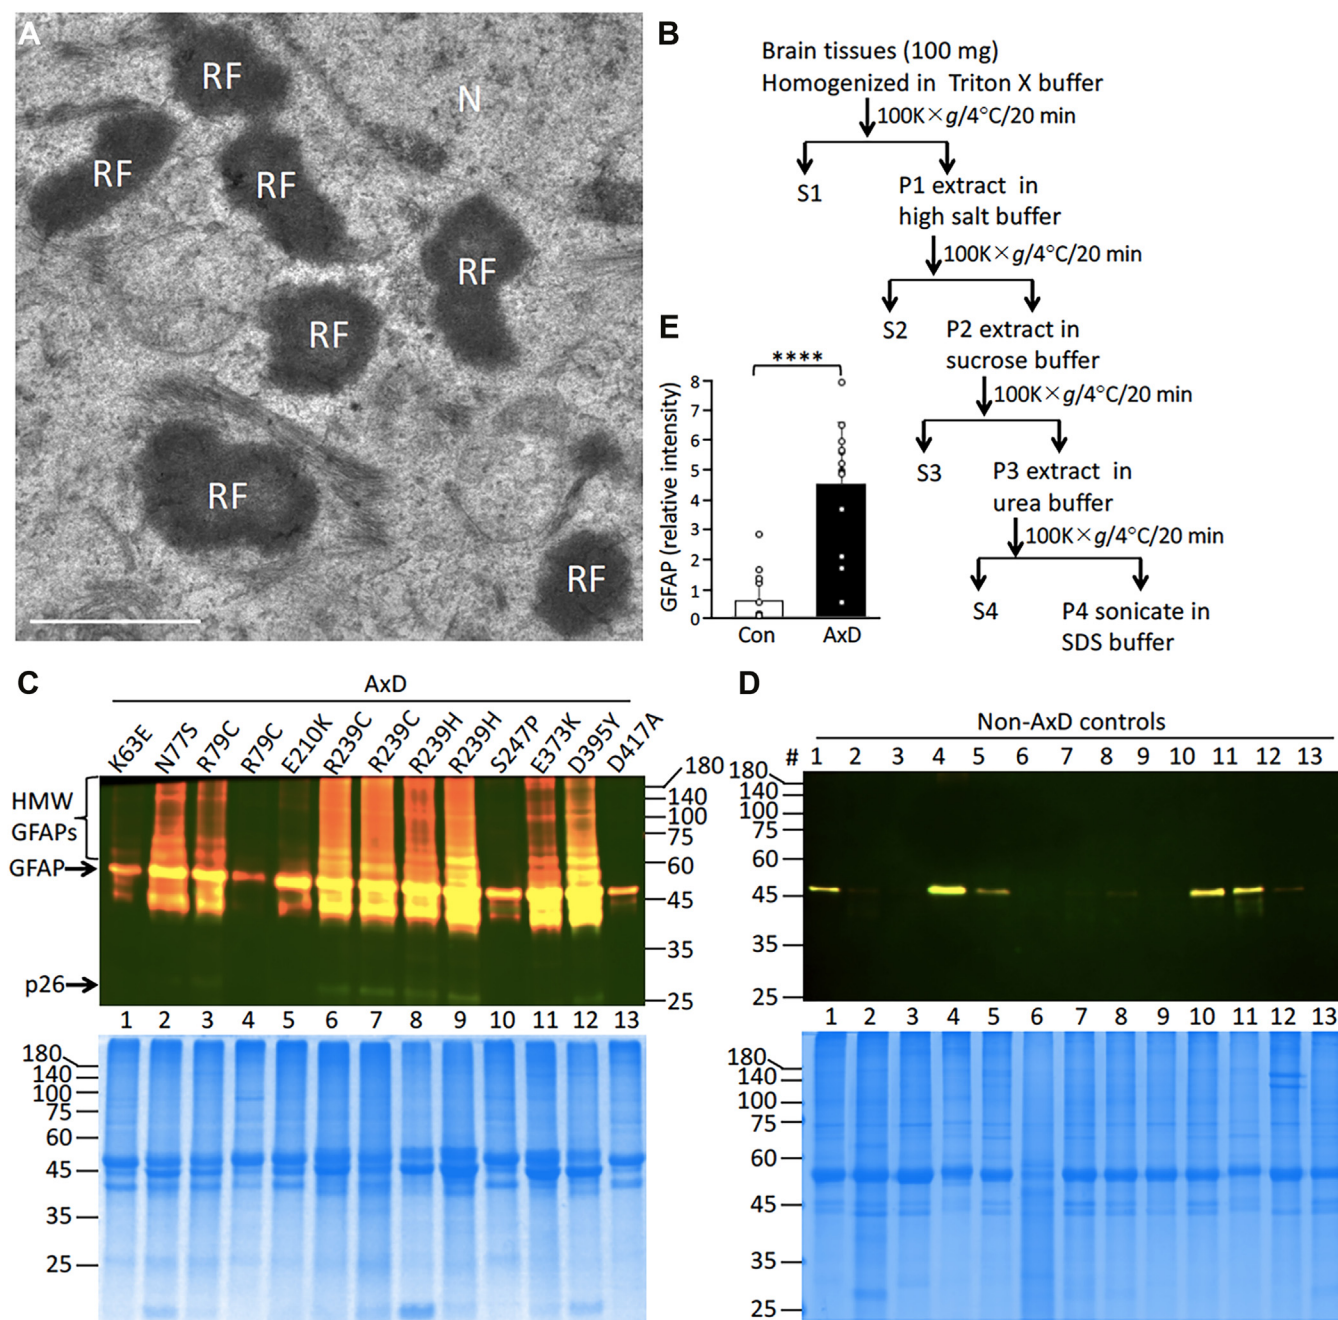 A
RF
N
RF
RF
RF
RF
RF
RF
B
Brain tissues (100 mg)
Homogenized in Triton X buffer
100K×g/4°C/20 min
S1
P1 extract in
high salt buffer
100K×g/4°C/20 min
S2
P2 extract in
sucrose buffer
100K×g/4°C/20 min
S3
P3 extract in
urea buffer
100K×g/4°C/20 min
S4
P4 sonicate in
SDS buffer
E
****
GFAP (relative intensity)
8
7
6
5
4
3
2
1
0
Con
AxD
C
AxD
K63E N77S R79C R79C E210K R239C R239C R239H R239H S247P E373K D395Y D417A
HMW
GFAPs
GFAP
p26
180
140
100
75
60
45
35
25
1 2 3 4 5 6 7 8 9 10 11 12 13
180
140
100
75
60
45
35
25
D
Non-AxD controls
# 1 2 3 4 5 6 7 8 9 10 11 12 13
180
140
100
75
60
45
35
25
1 2 3 4 5 6 7 8 9 10 11 12 13
180
140
100
75
60
45
35
25